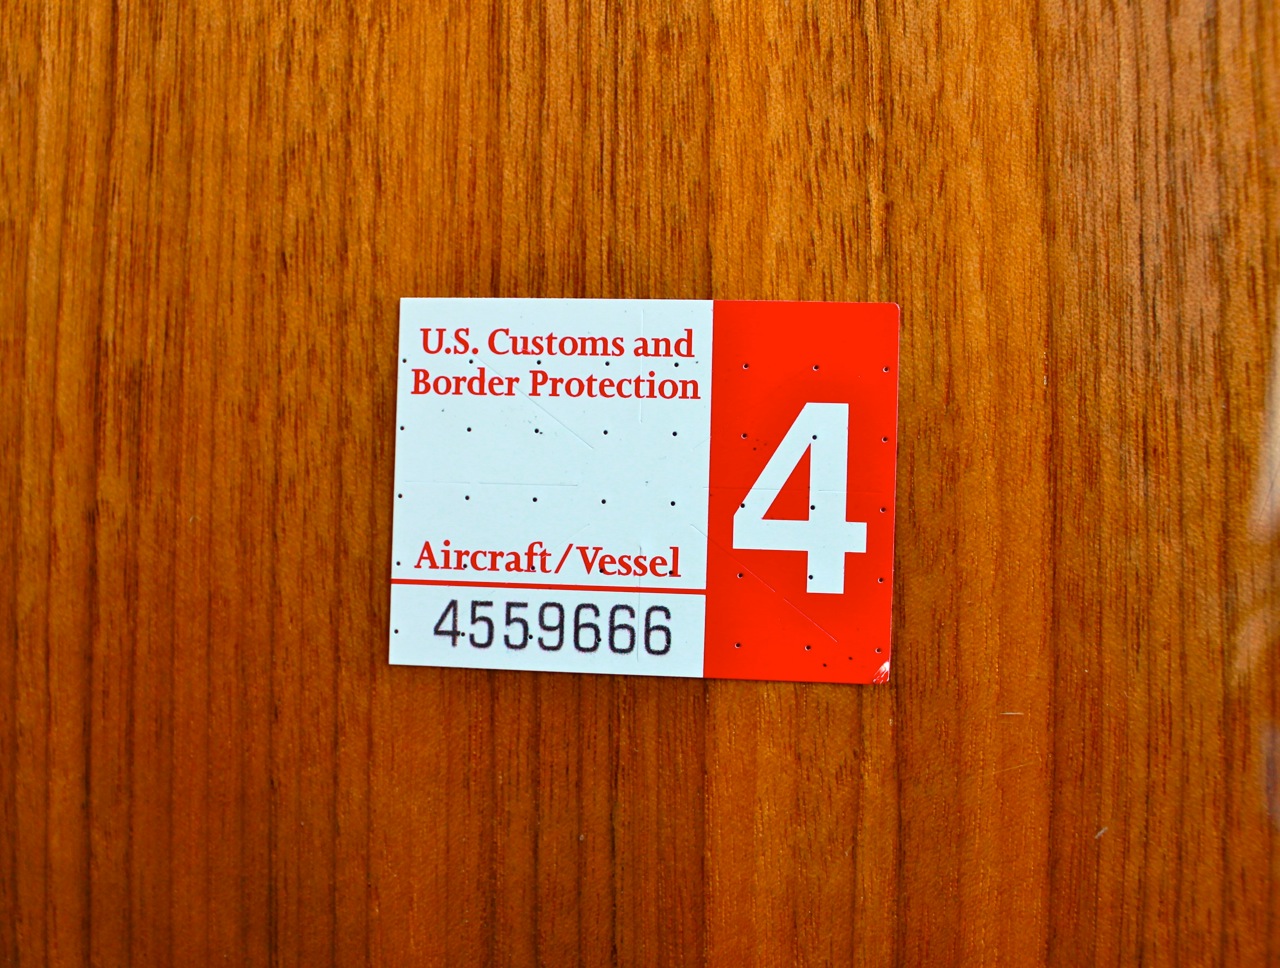 U.S. Customs and
Border Protection
4
Aircraft/Vessel
4559666